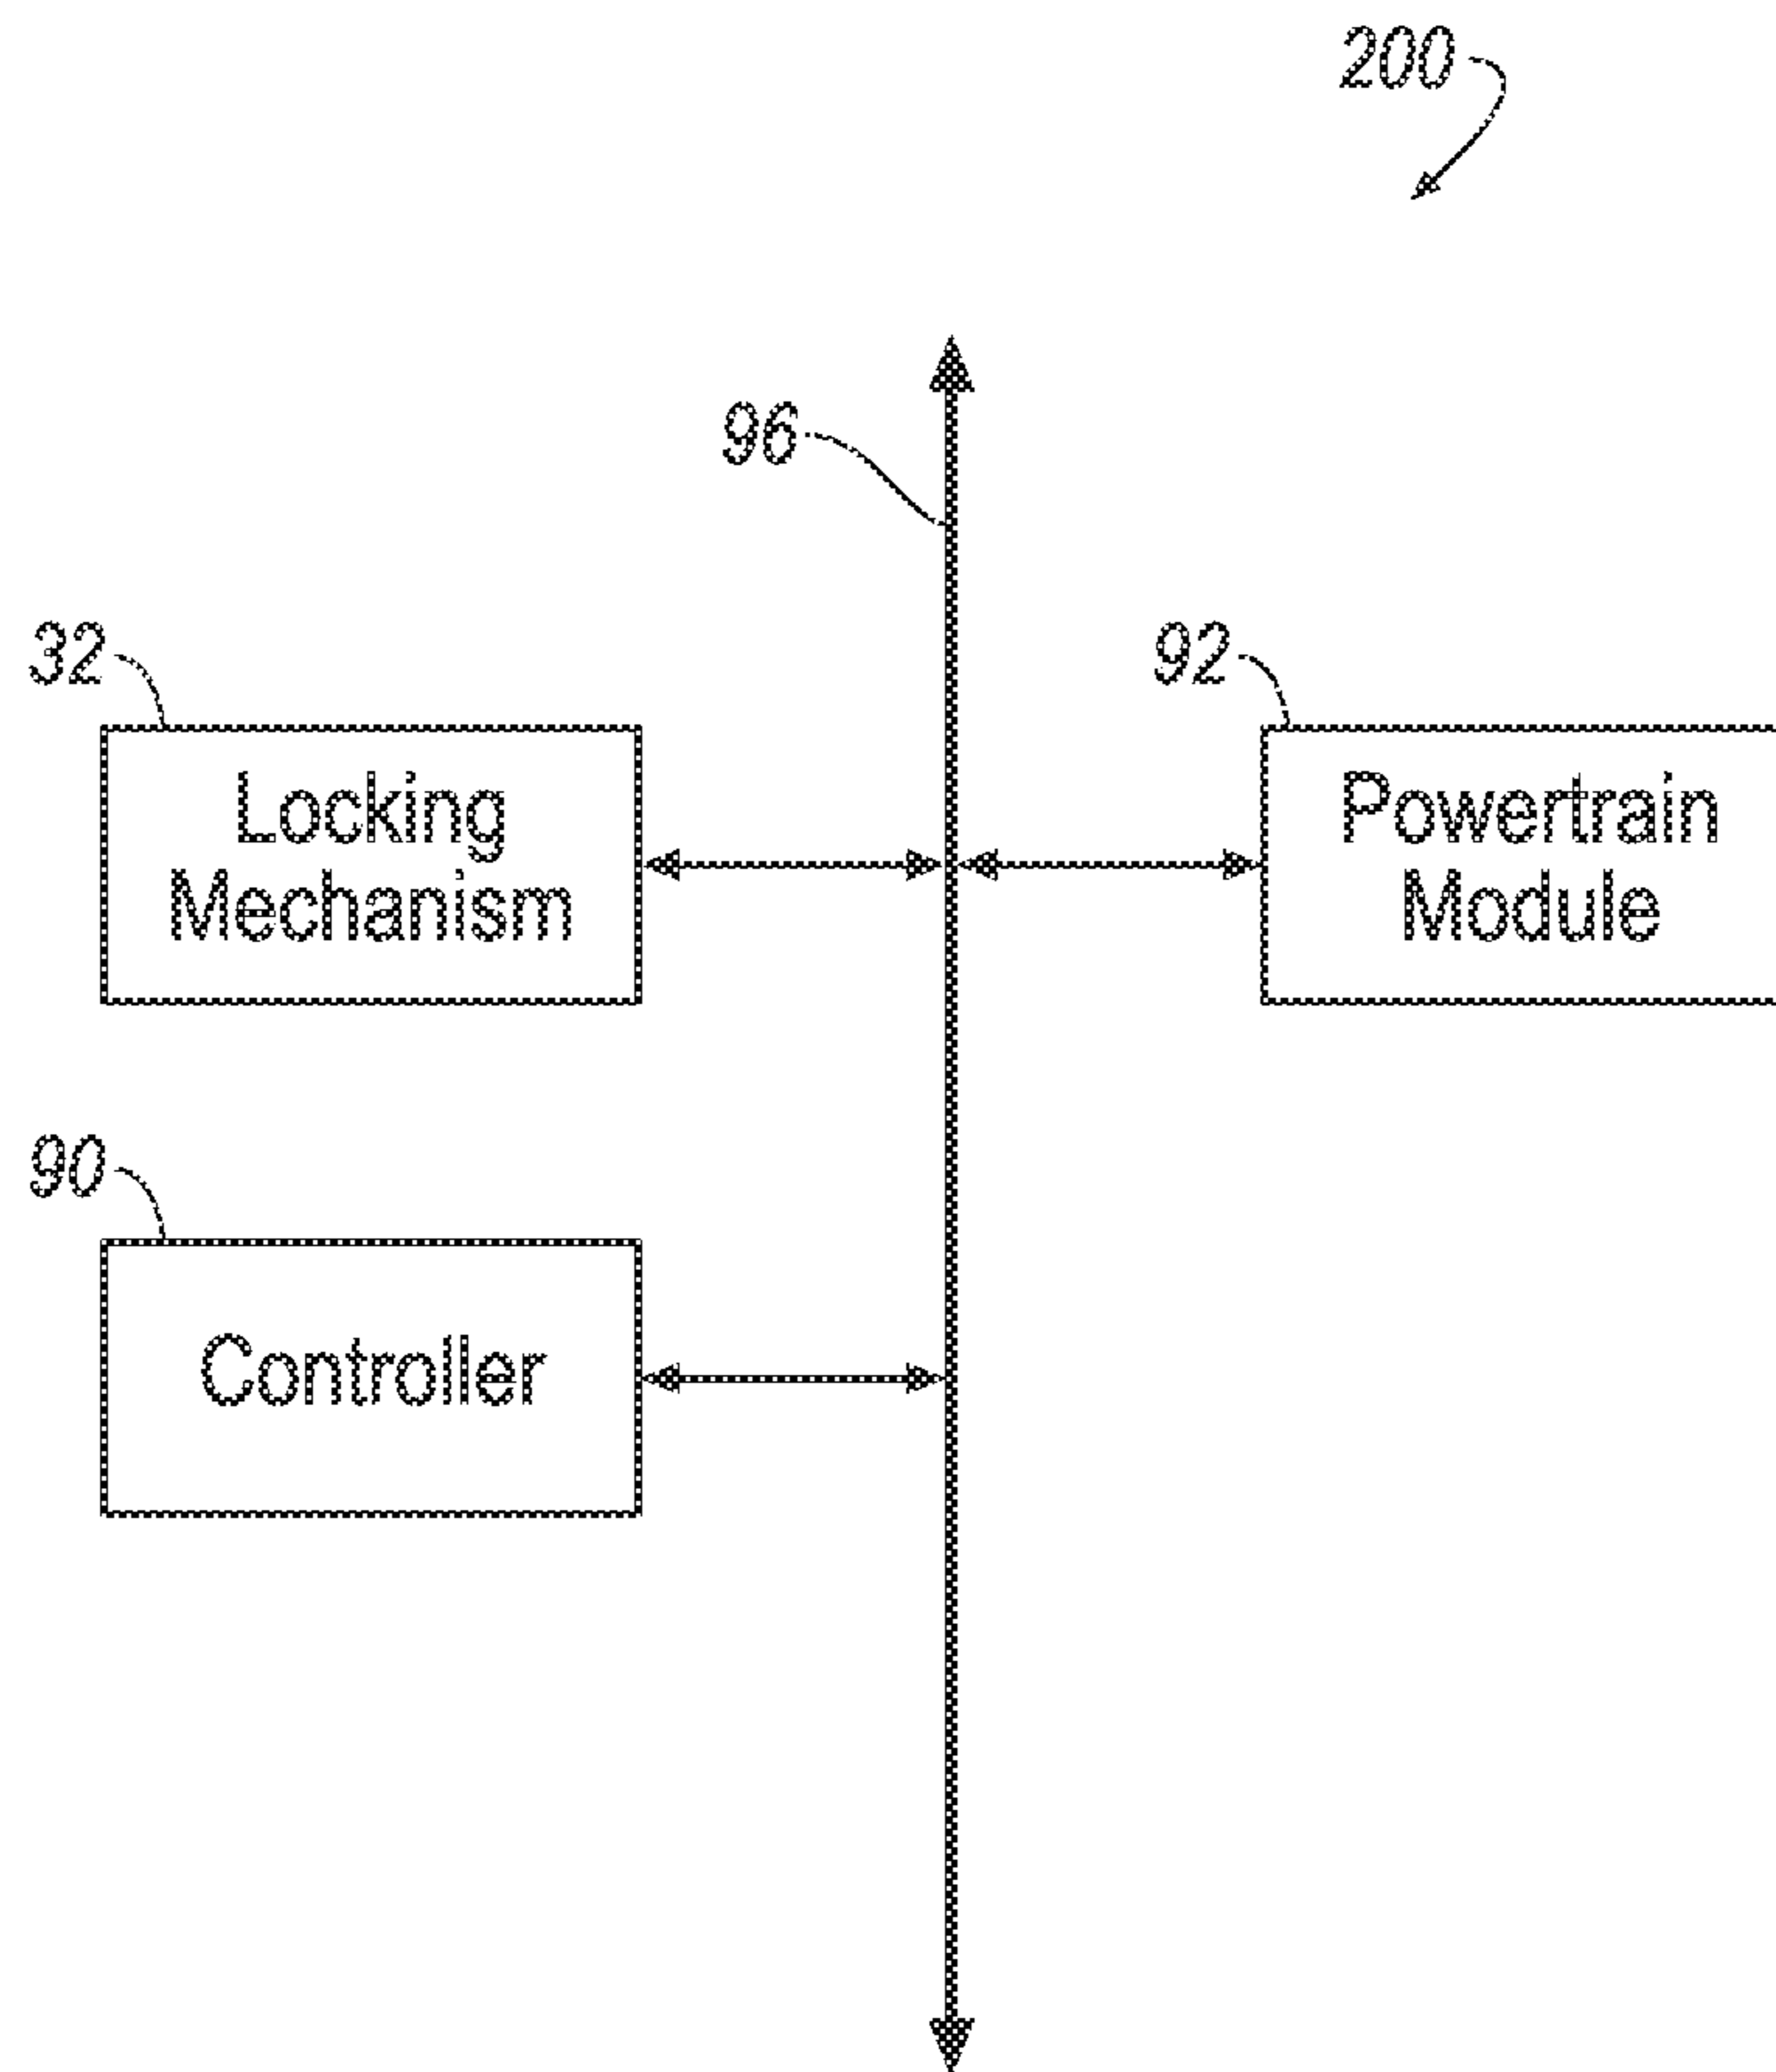 200
96
32
92
Locking
Mechanism
Powertrain
Module
90
Controller